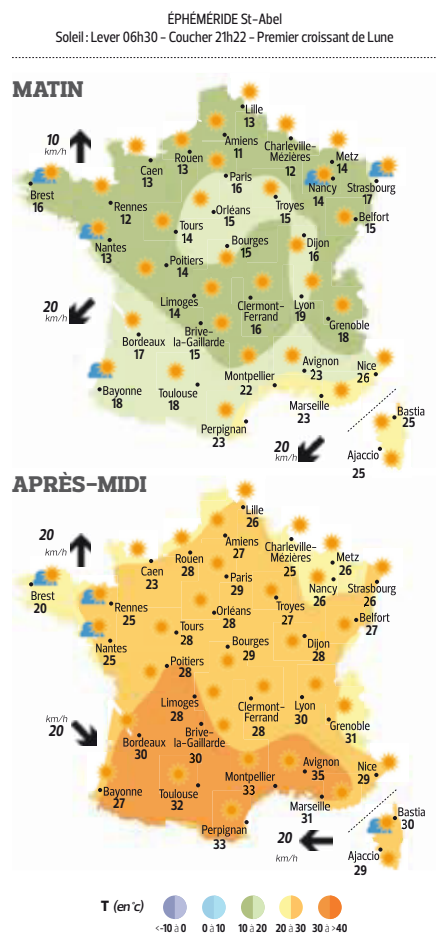 ÉPHÉMÉRIDE St-Abel
Soleil : Lever 06h30 – Coucher 21h22 – Premier croissant de Lune
MATIN
10
km/h
Lille
13
Amiens
11
Rouen
13
Caen
13
Charleville-
Mézières
12
Metz
14
Paris
16
Nancy
14
Strasbourg
17
Brest
16
Rennes
12
Orléans
15
Troyes
15
Belfort
15
Tours
14
Nantes
13
Bourges
15
Dijon
16
Poitiers
14
20
km/h
Limoges
14
Clermont-
Ferrand
16
Lyon
19
Grenoble
18
Bordeaux
17
Brive-
la-Gaillarde
15
Avignon
23
Nice
26
Montpellier
22
Bayonne
18
Toulouse
18
Marseille
23
Perpignan
23
Bastia
25
20
km/h
Ajaccio
25
APRÈS-MIDI
20
km/h
Lille
26
Amiens
27
Rouen
28
Caen
23
Charleville-
Mézières
25
Metz
26
Paris
29
Nancy
26
Strasbourg
26
Brest
20
Rennes
25
Orléans
28
Troyes
27
Belfort
27
Tours
28
Nantes
25
Bourges
29
Dijon
28
Poitiers
28
Limoges
28
Clermont-
Ferrand
28
Lyon
30
Grenoble
31
km/h
20
Bordeaux
30
Brive-
la-Gaillarde
30
Avignon
35
Nice
29
Montpellier
33
Bayonne
27
Toulouse
32
Marseille
31
Perpignan
33
Bastia
30
20
km/h
Ajaccio
29
T (en °c)
<-10 à 0
0 à 10
10 à 20
20 à 30
30 à >40